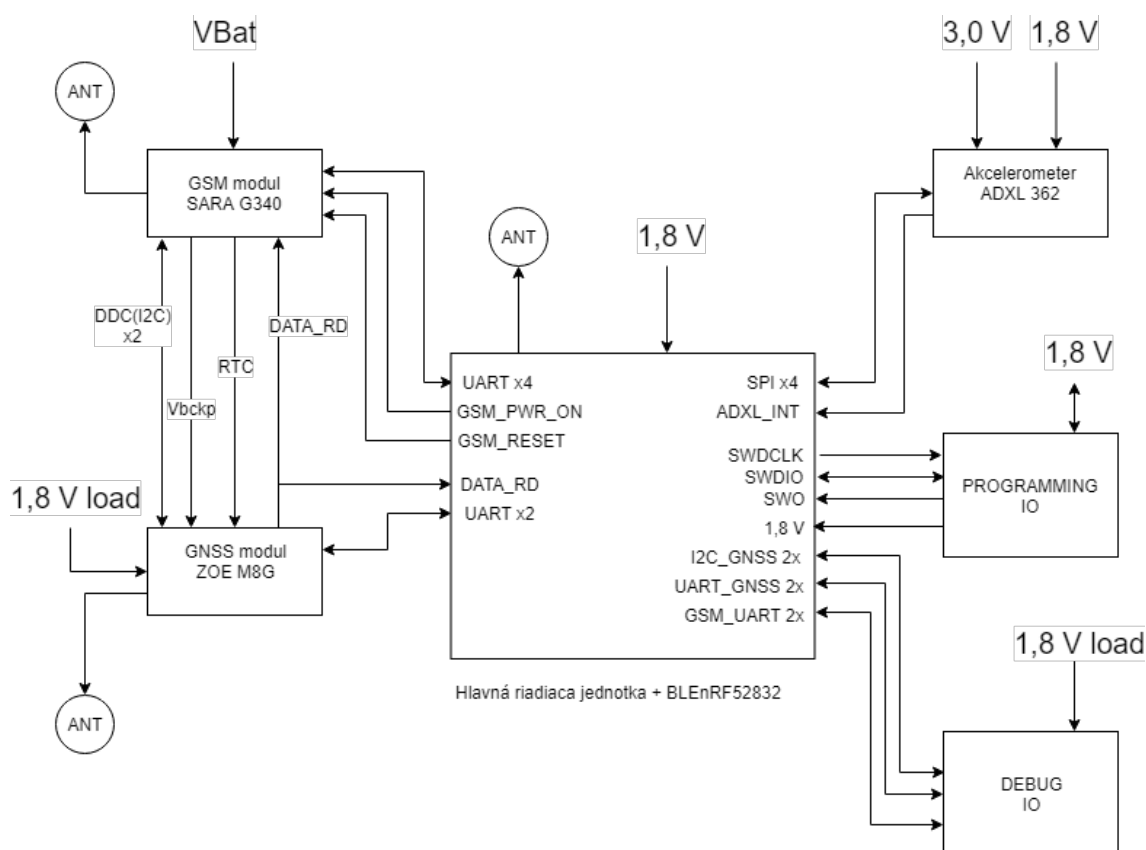 VBat
3,0 V
1,8 V
ANT
GSM modul
SARA G340
Akcelerometer
ADXL 362
ANT
1,8 V
DDC(I2C)
x2
DATA_RD
RTC
Vbckp
1,8 V
UART x4
GSM_PWR_ON
GSM_RESET
DATA_RD
UART x2
SPI x4
ADXL_INT
SWDCLK
SWDIO
SWO
1,8 V
I2C_GNSS 2x
UART_GNSS 2x
GSM_UART 2x
PROGRAMMING
IO
1,8 V load
GNSS modul
ZOE M8G
1,8 V load
Hlavná riadiaca jednotka + BLEnRF52832
ANT
DEBUG
IO